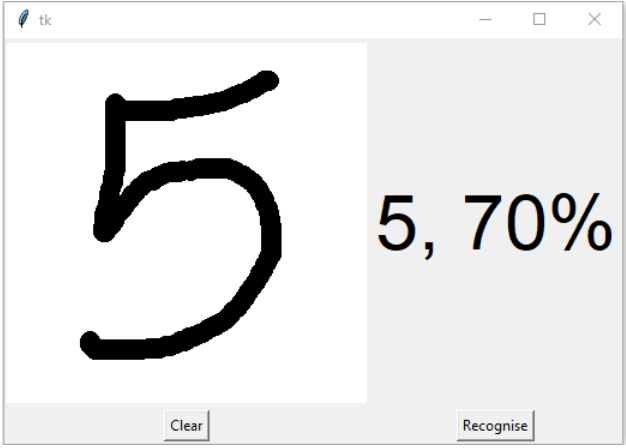 tk
5
5, 70%
Clear
Recognise